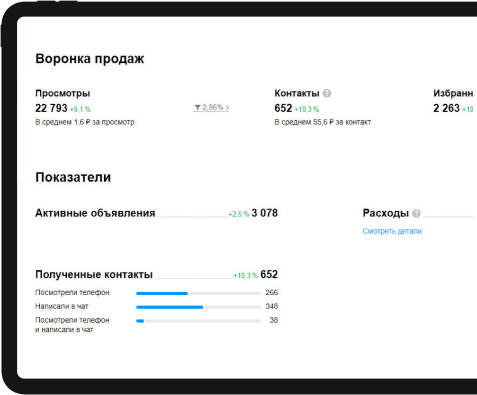 Воронка продаж
Просмотры
22 793 +9,1 %
2,86% >
В среднем 1,6 ₽ за просмотр
Контакты ?
652 +10,3 %
В среднем 55,6 ₽ за контакт
Избранн
2 263 +10
Показатели
Активные объявления +2,5 % 3 078
Расходы ?
Смотреть детали
Полученные контакты +10,3 % 652
Посмотрели телефон 266
Написали в чат 348
Посмотрели телефон
и написали в чат 38